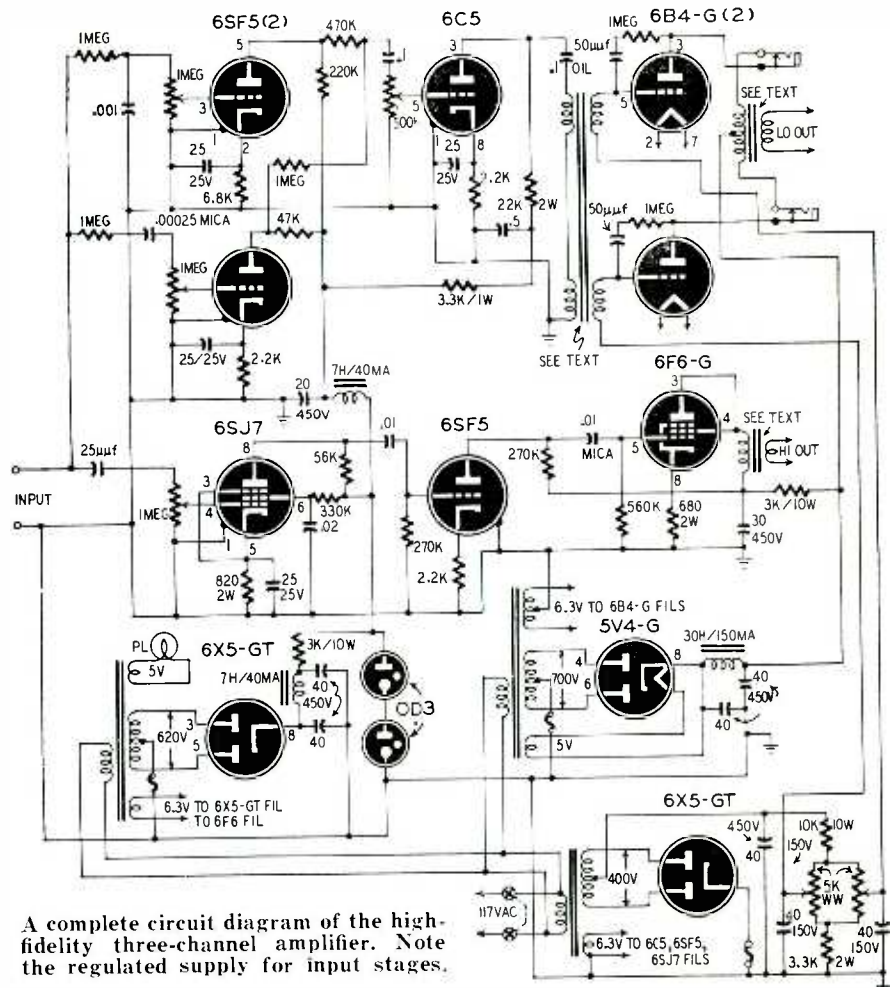 6SF5(2)
6C5
6B4-G(2)
1MEG
470K
1MEG
50µµf
3
5
3
.1
OIL
1MEG
220K
.1
SEE TEXT
3
5
5
.001
500K
LO OUT
1
2
1
8
2
7
25
25V
25
25V
6.8K
1MEG
2.2K
22K
2W
1MEG
.00025 MICA
47K
.5
50µµf
1MEG
1MEG
3.3K/1W
25/25V
2.2K
7H/40MA
SEE TEXT
6F6-G
20
450V
3
6SJ7
.01
6SF5
.01
MICA
4
SEE TEXT
25µµf
8
56K
270K
5
HI OUT
3
4
6
8
INPUT
1MEG
330K
.02
560K
680
2W
3K/10W
1
5
270K
30
450V
820
2W
25
25V
2.2K
6.3V TO 6B4-G FILS
PL
5V
6X5-GT
3K/10W
5V4-G
30H/150MA
7H/40MA
4
8
40
450V
OD3
700V
6
40
450V
620V
3
5
8
40
5V
40
6.3V TO 6X5-GT FIL
TO 6F6 FIL
6X5-GT
450V
40
10K
10W
150V
400V
5K
WW
117VAC
40
150V
40
150V
6.3V TO 6C5, 6SF5,
6SJ7 FILS
3.3K
2W
A complete circuit diagram of the high-
fidelity three-channel amplifier. Note
the regulated supply for input stages.